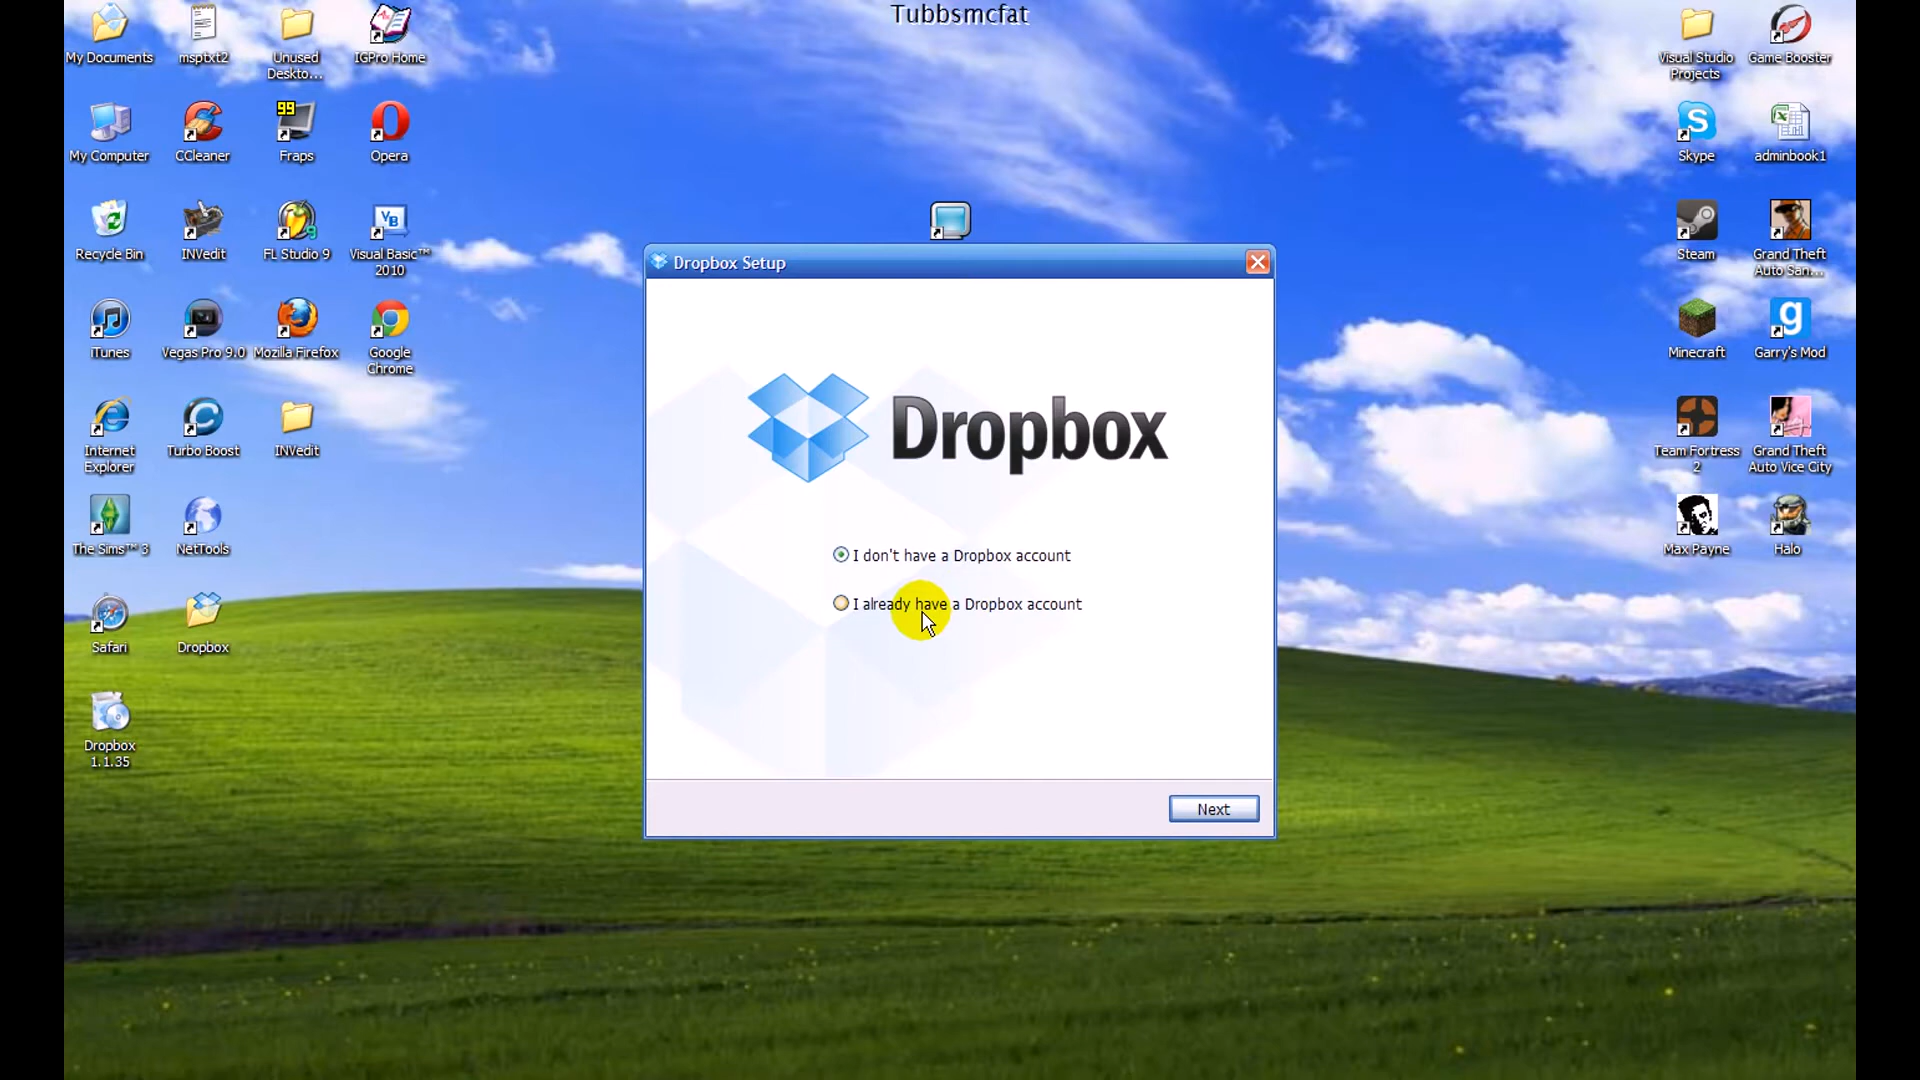 Tubbsmcfat
My Documents
msptxt2
Unused
Deskto...
IGPro Home
My Computer
CCleaner
99
Fraps
Opera
Recycle Bin
INVedit
9
FL Studio 9
VB
Visual Basic™
2010
iTunes
Vegas Pro 9.0
Mozilla Firefox
Google
Chrome
Internet
Explorer
Turbo Boost
INVedit
The Sims™ 3
NetTools
Safari
Dropbox
Dropbox
1.1.35
Dropbox Setup
Dropbox
I don't have a Dropbox account
I already have a Dropbox account
Next
Visual Studio
Projects
Game Booster
S
Skype
adminbook1
Steam
Grand Theft
Auto San...
Minecraft
g
Garry's Mod
Team Fortress
2
Grand Theft
Auto Vice City
Max Payne
Halo